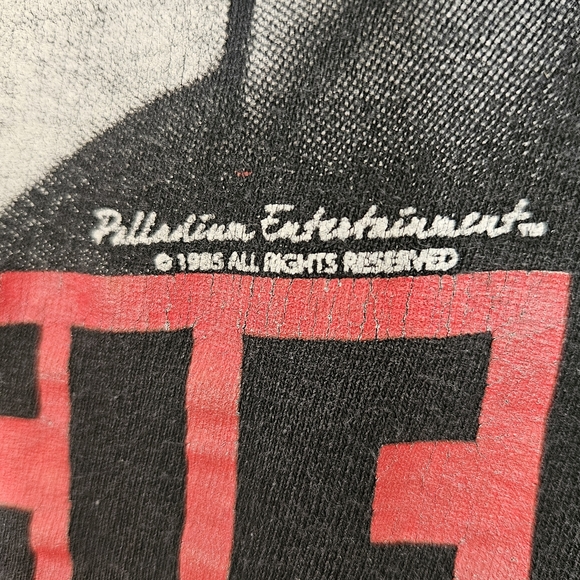 Palladium Entertainment™
© 1985 ALL RIGHTS RESERVED